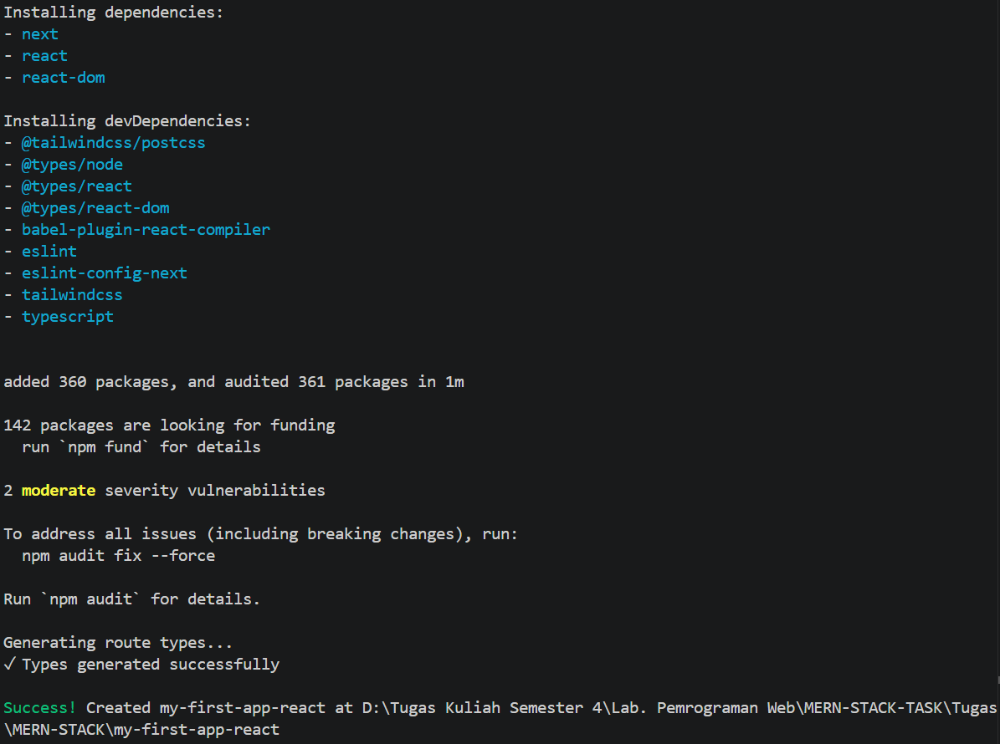 Installing dependencies:
- next
- react
- react-dom
Installing devDependencies:
- @tailwindcss/postcss
- @types/node
- @types/react
- @types/react-dom
- babel-plugin-react-compiler
- eslint
- eslint-config-next
- tailwindcss
- typescript
added 360 packages, and audited 361 packages in 1m
142 packages are looking for funding
  run `npm fund` for details
2 moderate severity vulnerabilities
To address all issues (including breaking changes), run:
  npm audit fix --force
Run `npm audit` for details.
Generating route types...
✓ Types generated successfully
Success! Created my-first-app-react at D:\Tugas Kuliah Semester 4\Lab. Pemrograman Web\MERN-STACK-TASK\Tugas
\MERN-STACK\my-first-app-react